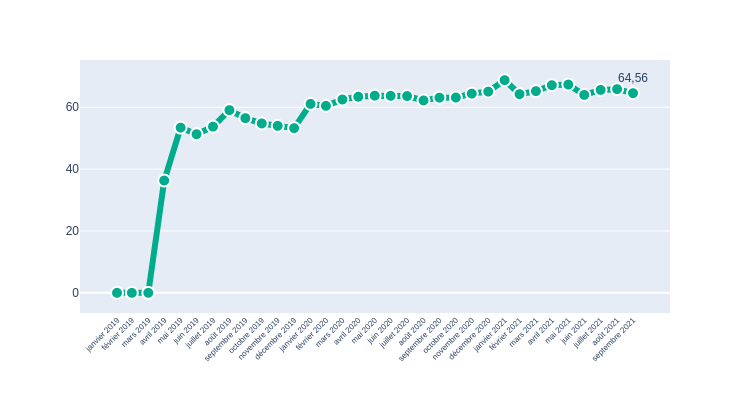 64,56
60
40
20
0
janvier 2019
février 2019
mars 2019
avril 2019
mai 2019
juin 2019
juillet 2019
août 2019
septembre 2019
octobre 2019
novembre 2019
décembre 2019
janvier 2020
février 2020
mars 2020
avril 2020
mai 2020
juin 2020
juillet 2020
août 2020
septembre 2020
octobre 2020
novembre 2020
décembre 2020
janvier 2021
février 2021
mars 2021
avril 2021
mai 2021
juin 2021
juillet 2021
août 2021
septembre 2021